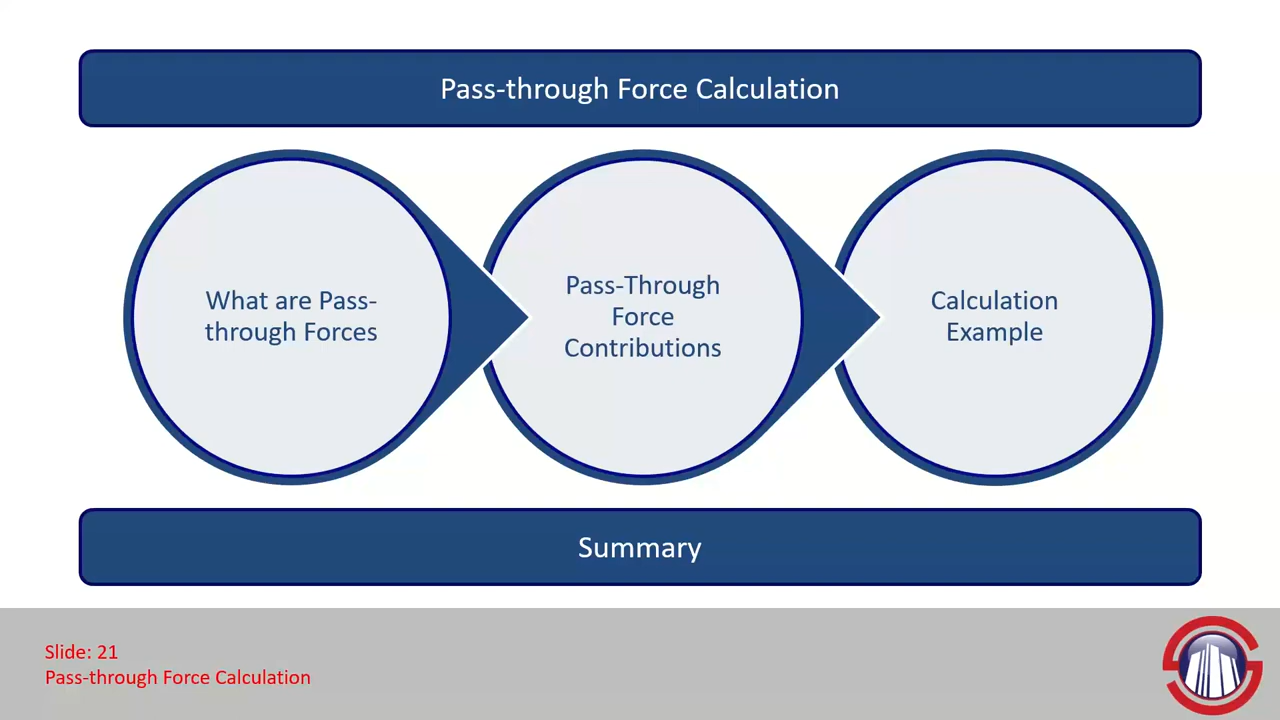 Pass-through Force Calculation
What are Pass-
through Forces
Pass-Through
Force
Contributions
Calculation
Example
Summary
Slide: 21
Pass-through Force Calculation